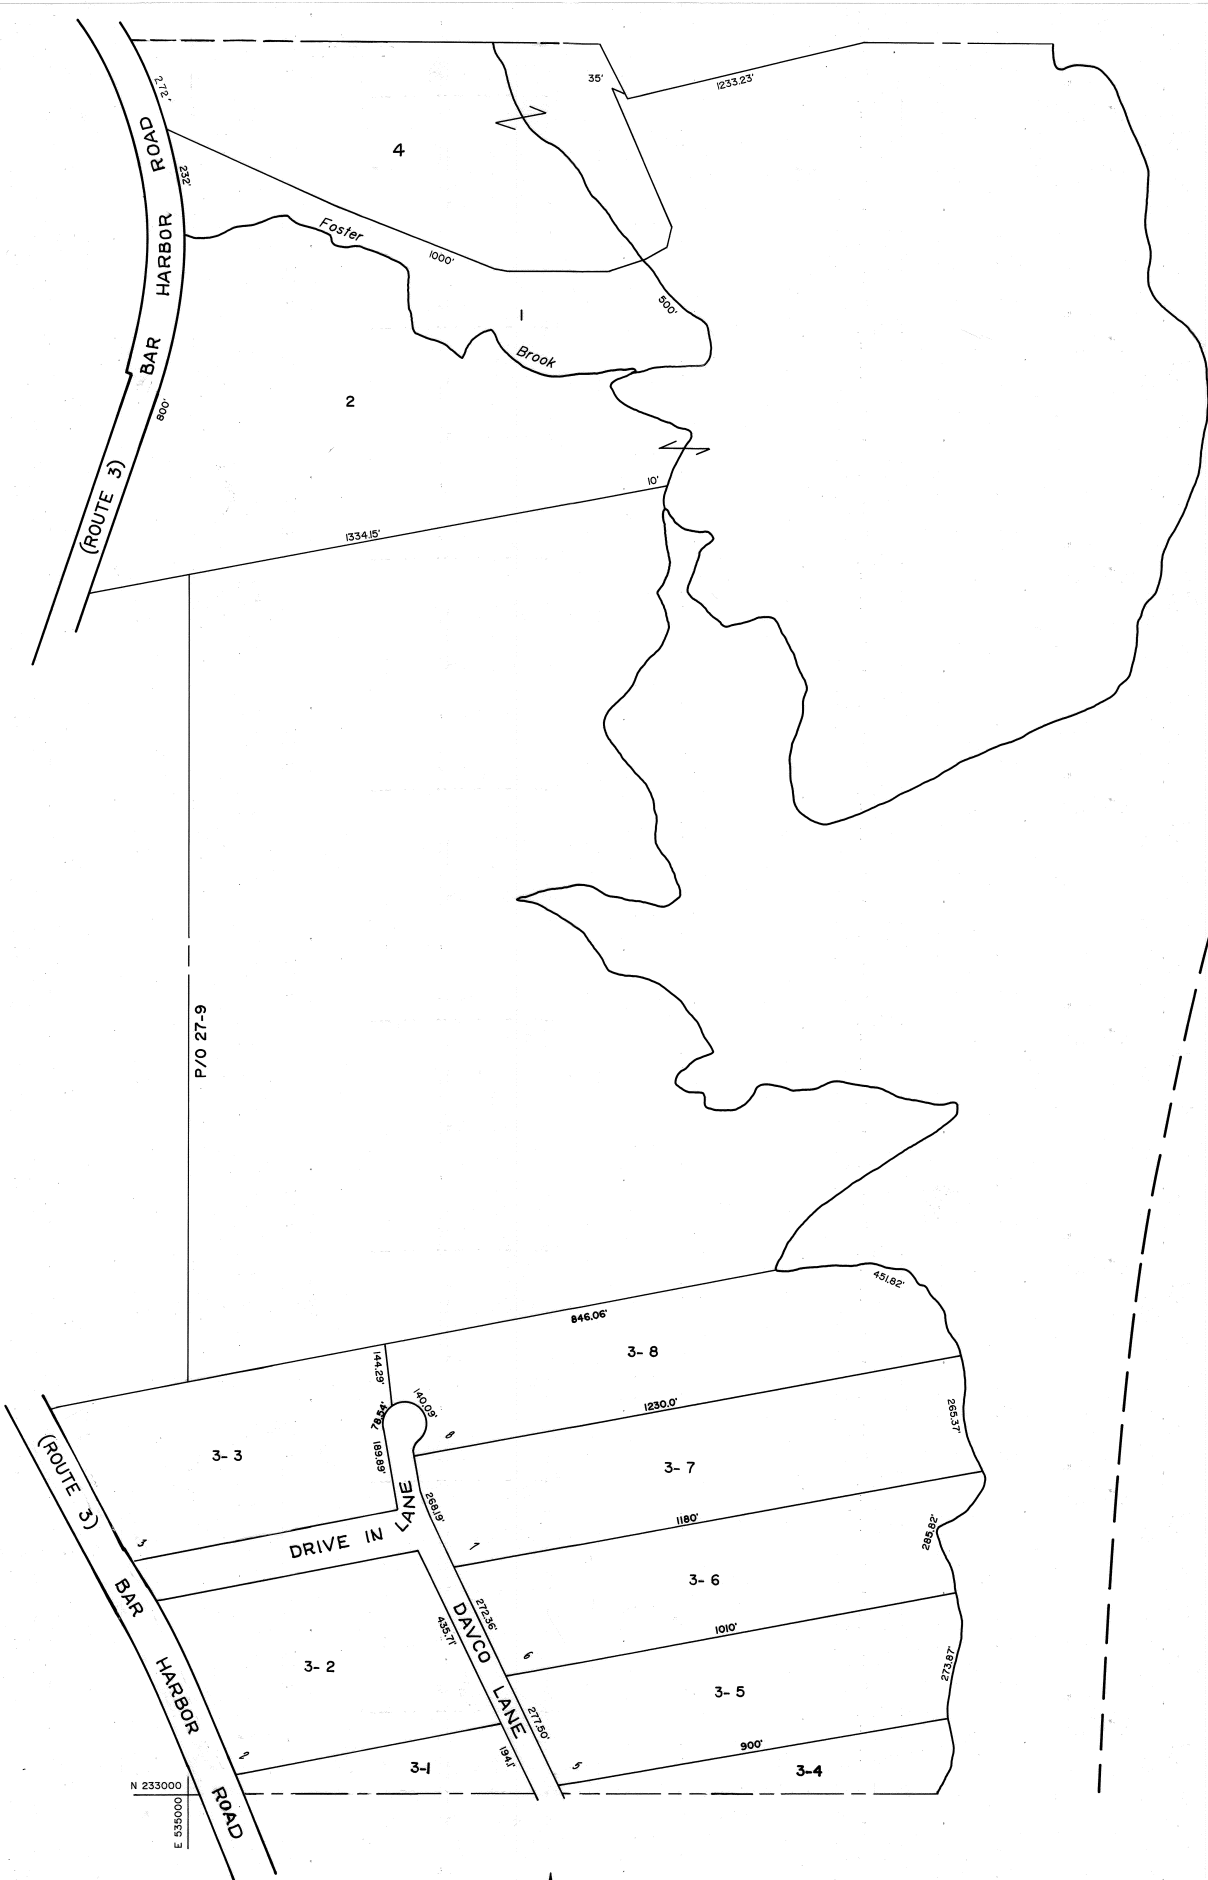 272'
35'
1233.23'
ROAD
4
232'
Foster
HARBOR
1000'
500'
1
BAR
Brook
2
800'
(ROUTE 3)
10'
1334.15'
P/O 27-9
451.82'
846.06'
144.29'
3-8
140.09'
78.54'
1230.0'
265.37'
8
3-3
189.89'
3-7
(ROUTE 3)
268.19'
LANE
1180'
285.82'
DRIVE IN
3
7
3-6
BAR
272.36'
435.71'
DAVCO
1010'
6
3-2
273.87'
HARBOR
3-5
LANE
277.50'
2
194.1'
900'
5
3-1
3-4
N 233000
E 535000
ROAD